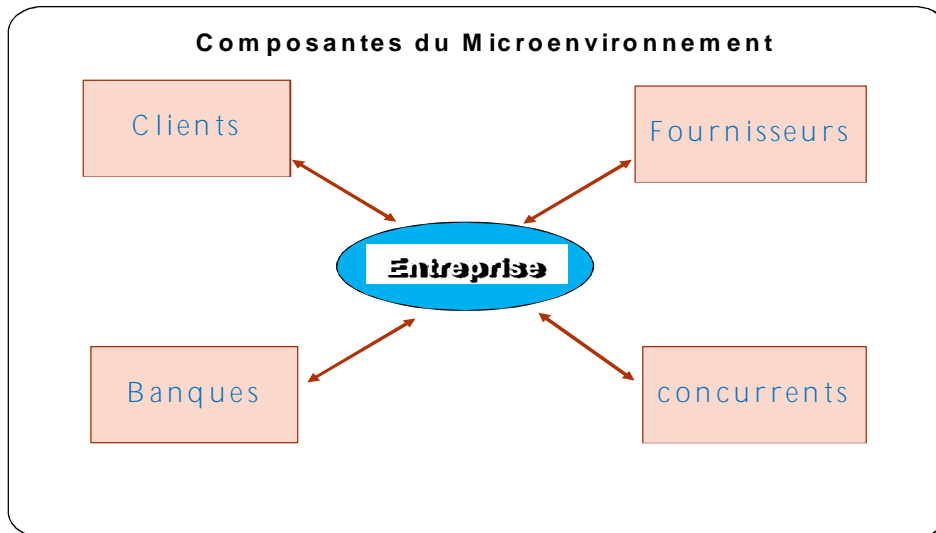 Composantes du Microenvironnement
Clients
Fournisseurs
Entreprise
Banques
concurrents